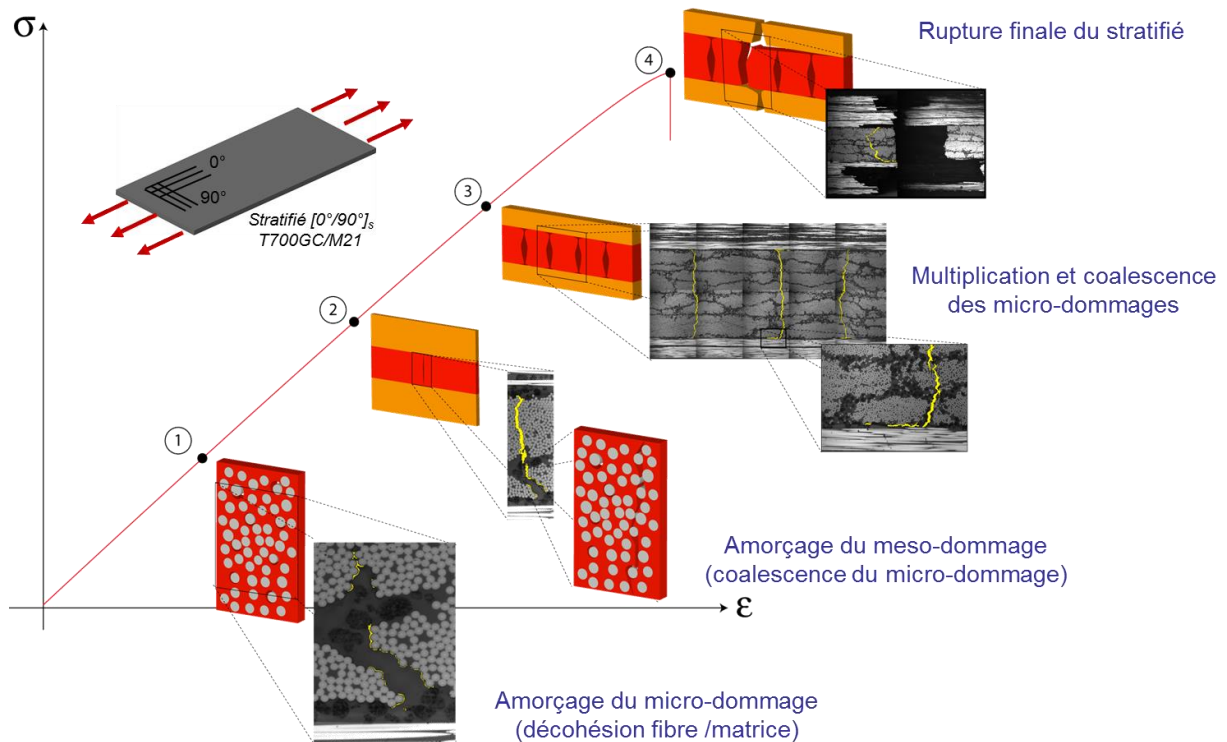 σ
4
Rupture finale du stratifié
0°
90°
Stratifié [0°/90°]s
T700GC/M21
3
Multiplication et coalescence
des micro-dommages
2
1
Amorçage du meso-dommage
(coalescence du micro-dommage)
ε
Amorçage du micro-dommage
(décohésion fibre /matrice)